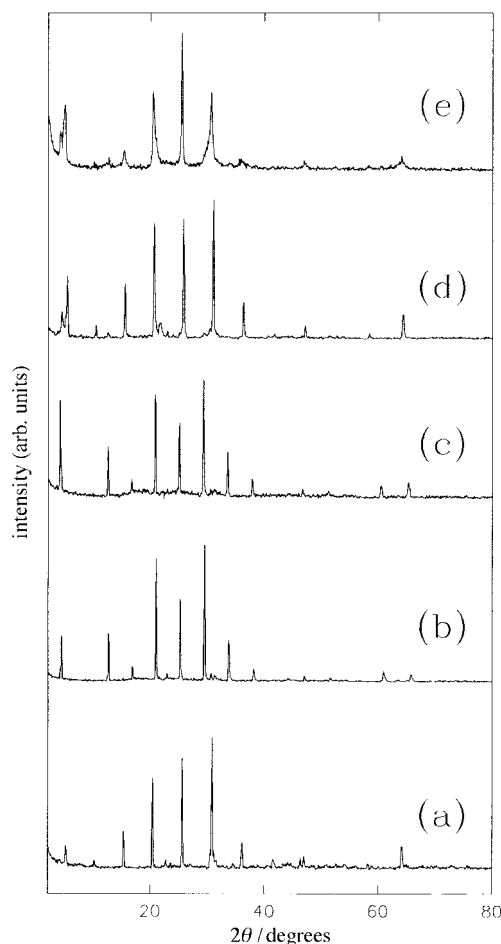 (e)
(d)
(c)
(b)
(a)
intensity (arb. units)
20 40 60 80
2θ / degrees